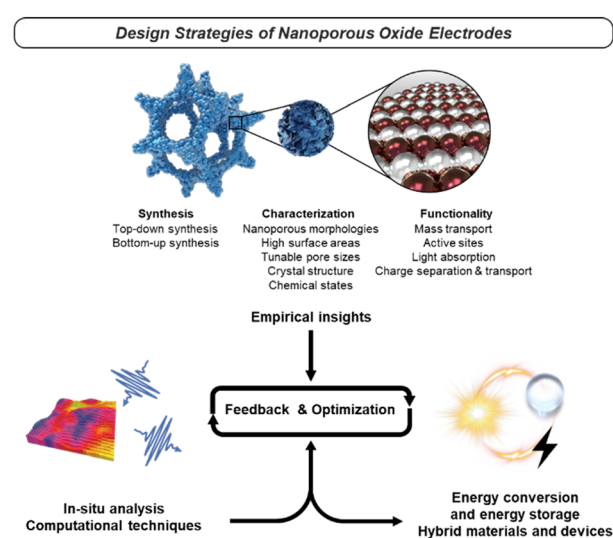 Design Strategies of Nanoporous Oxide Electrodes
Synthesis
Top-down synthesis
Bottom-up synthesis
Characterization
Nanoporous morphologies
High surface areas
Tunable pore sizes
Crystal structure
Chemical states
Functionality
Mass transport
Active sites
Light absorption
Charge separation & transport
Empirical insights
Feedback & Optimization
In-situ analysis
Computational techniques
Energy conversion
and energy storage
Hybrid materials and devices